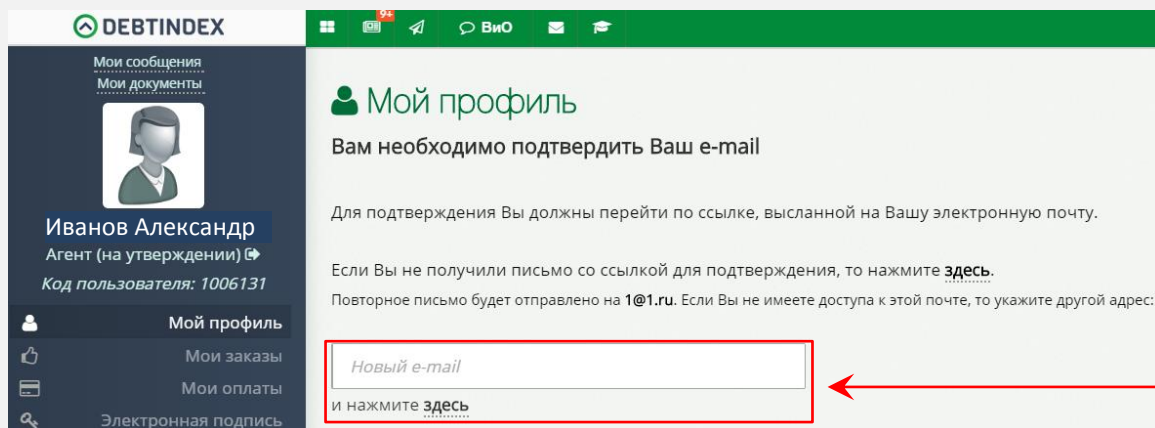 DEBTINDEX
9+
ВиО
Мои сообщения
Мои документы
Иванов Александр
Агент (на утверждении)
Код пользователя: 1006131
Мой профиль
Мои заказы
Мои оплаты
Электронная подпись
Мой профиль
Вам необходимо подтвердить Ваш e-mail
Для подтверждения Вы должны перейти по ссылке, высланной на Вашу электронную почту.
Если Вы не получили письмо со ссылкой для подтверждения, то нажмите здесь.
Повторное письмо будет отправлено на 1@1.ru. Если Вы не имеете доступа к этой почте, то укажите другой адрес:
Новый e-mail
и нажмите здесь